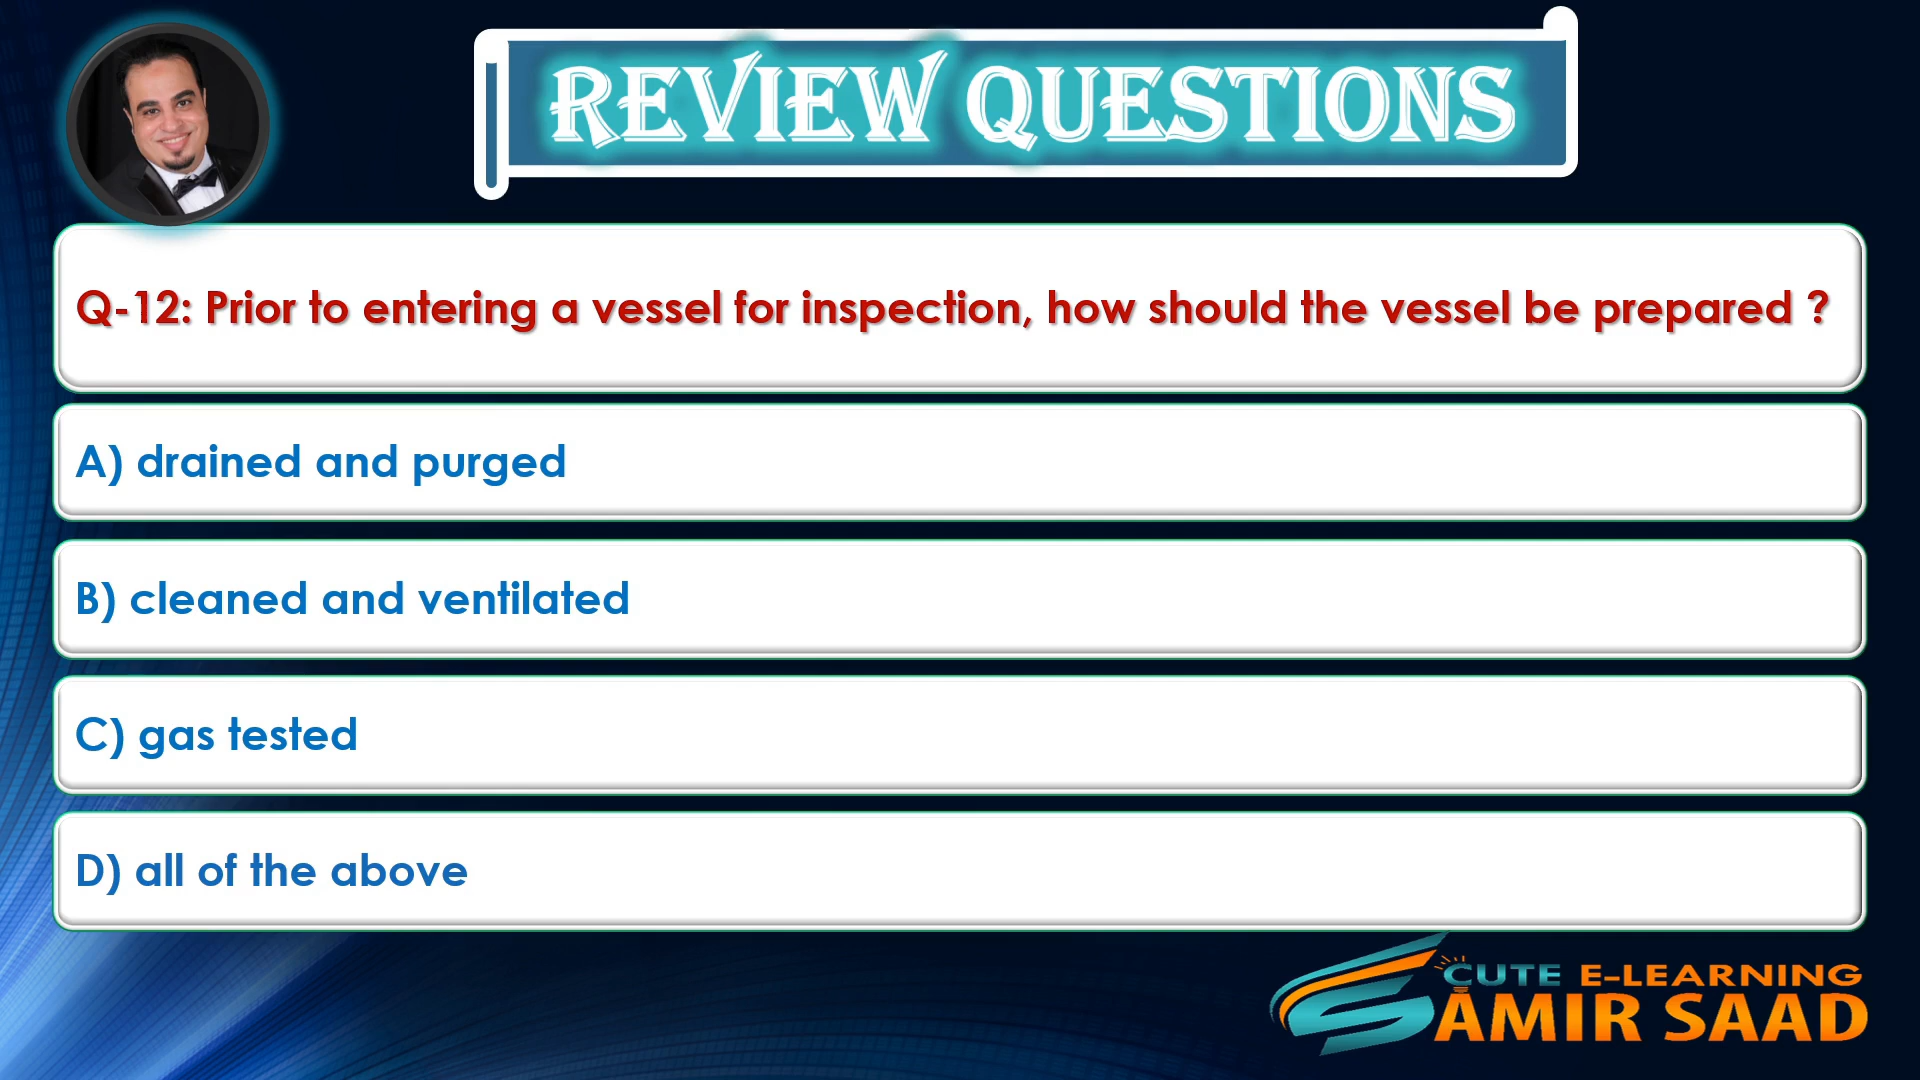 REVIEW QUESTIONS
Q-12: Prior to entering a vessel for inspection, how should the vessel be prepared ?
A) drained and purged
B) cleaned and ventilated
C) gas tested
D) all of the above
CUTE E-LEARNING
AMIR SAAD